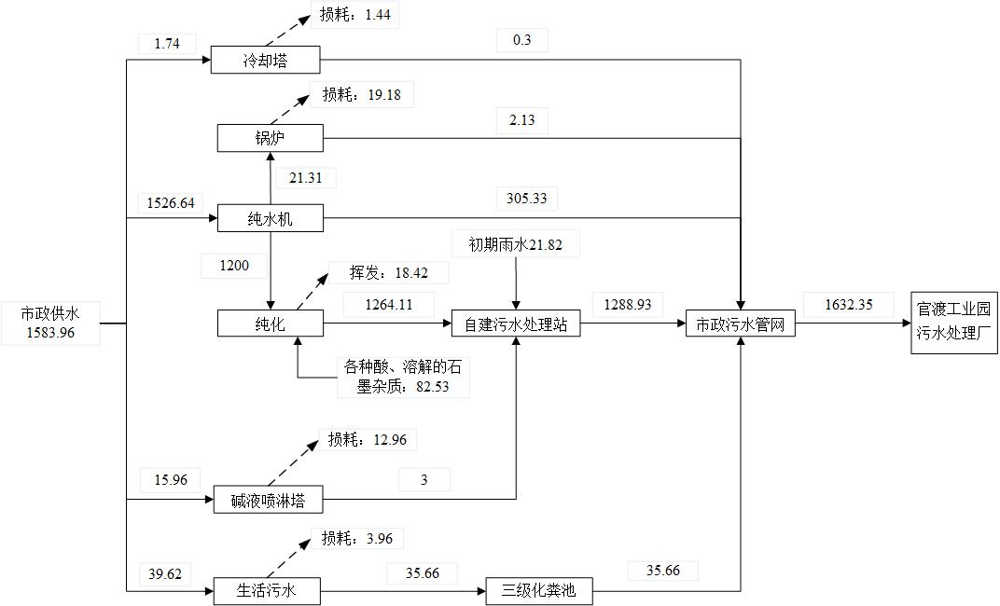 损耗：1.44
1.74
0.3
冷却塔
损耗：19.18
2.13
锅炉
21.31
1526.64
305.33
纯水机
初期雨水21.82
1200
挥发：18.42
1264.11
1288.93
1632.35
市政供水
1583.96
纯化
自建污水处理站
市政污水管网
官渡工业园
污水处理厂
各种酸、溶解的石
墨杂质：82.53
损耗：12.96
15.96
3
碱液喷淋塔
损耗：3.96
39.62
35.66
35.66
生活污水
三级化粪池